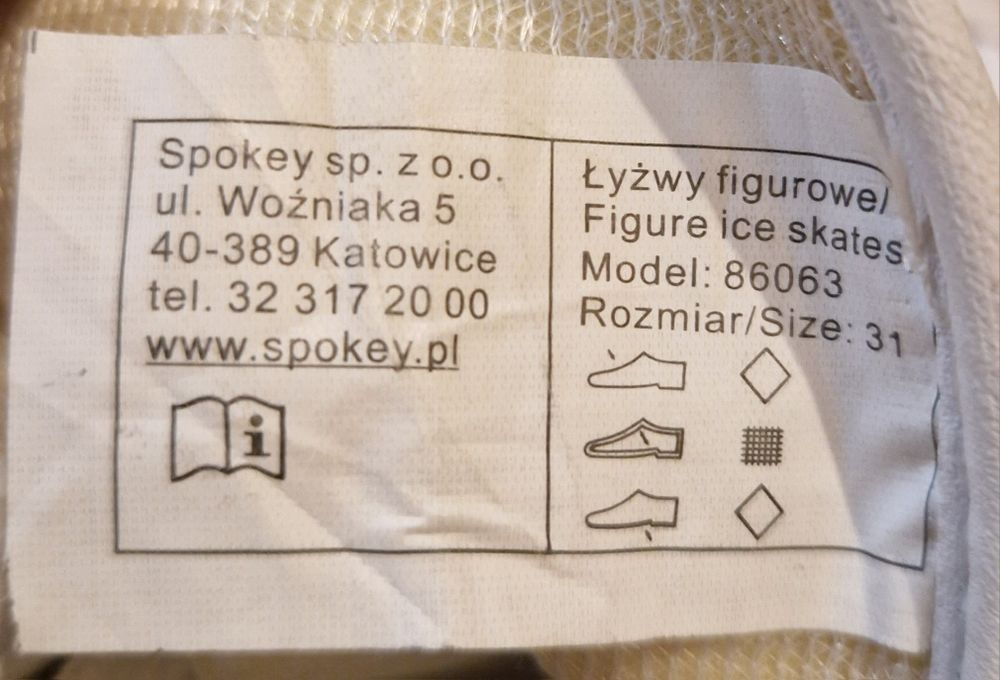 Spokey sp. z o.o.
ul. Woźniaka 5
40-389 Katowice
tel. 32 317 20 00
www.spokey.pl
i
Łyżwy figurowe/
Figure ice skates
Model: 86063
Rozmiar/Size: 31